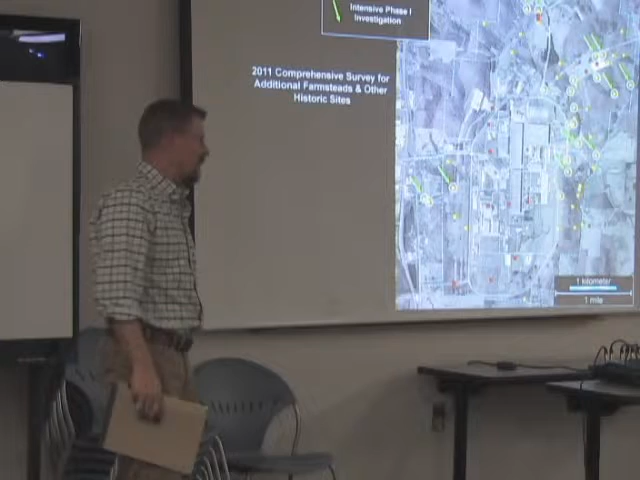 Intensive Phase I
Investigation
2011 Comprehensive Survey for
Additional Farmsteads & Other
Historic Sites
1 kilometer
1 mile